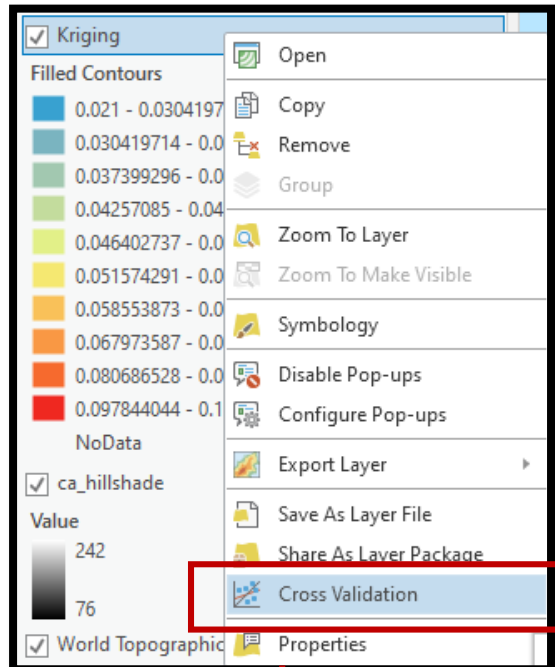 Kriging
Filled Contours
0.021 - 0.0304197
0.030419714 - 0.0
0.037399296 - 0.0
0.04257085 - 0.04
0.046402737 - 0.0
0.051574291 - 0.0
0.058553873 - 0.0
0.067973587 - 0.0
0.080686528 - 0.0
0.097844044 - 0.1
NoData
ca_hillshade
Value
242
76
World Topographic
Open
Copy
Remove
Group
Zoom To Layer
Zoom To Make Visible
Symbology
Disable Pop-ups
Configure Pop-ups
Export Layer
Save As Layer File
Share As Layer Package
Cross Validation
Properties